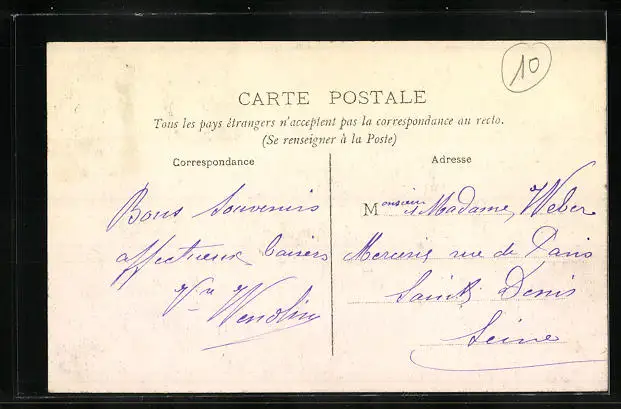 10
CARTE POSTALE
Tous les pays étrangers n'acceptent pas la correspondance au recto.
(Se renseigner à la Poste)
Correspondance
Bons Souvenirs
affectueux baisers
Vve Wendling
Adresse
Monsieur et Madame Weber
Mercerie rue de Paris
Saint Denis
Seine